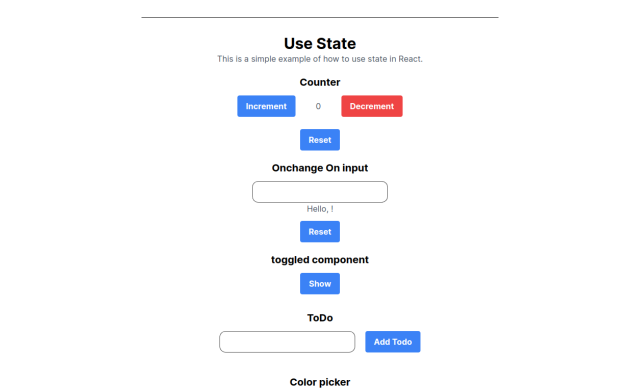 Use State
This is a simple example of how to use state in React.
Counter
Increment 0 Decrement
Reset
Onchange On input
Hello, !
Reset
toggled component
Show
ToDo
Add Todo
Color picker